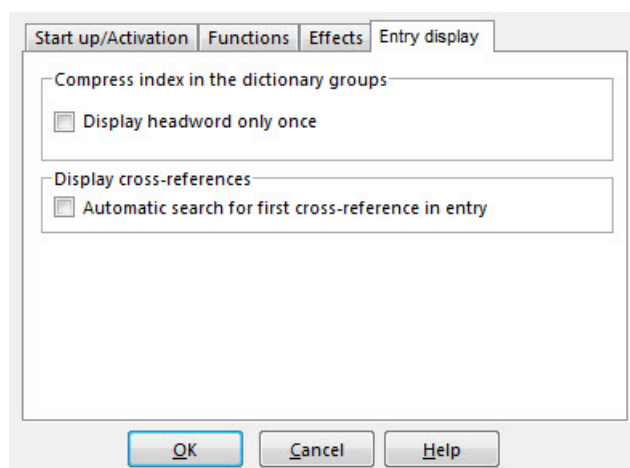 Start up/Activation Functions Effects Entry display
Compress index in the dictionary groups
Display headword only once
Display cross-references
Automatic search for first cross-reference in entry
OK Cancel Help